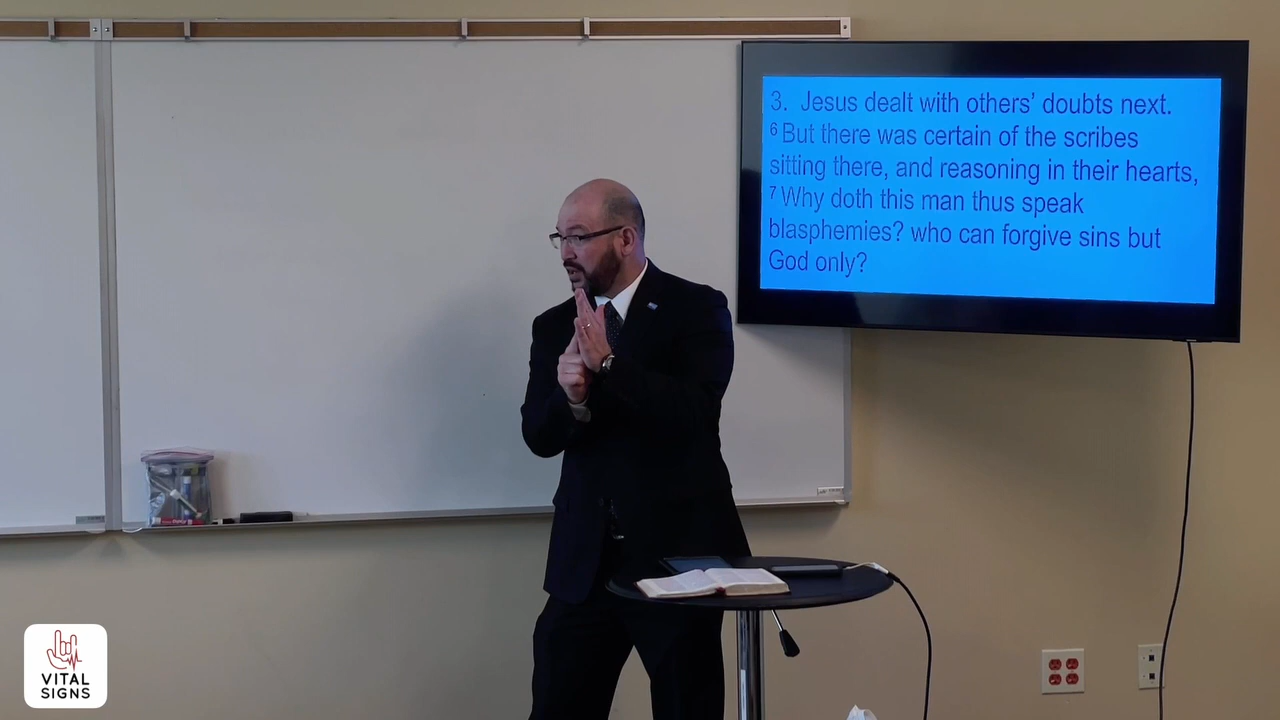 3. Jesus dealt with others' doubts next.
6 But there was certain of the scribes
sitting there, and reasoning in their hearts,
7 Why doth this man thus speak
blasphemies? who can forgive sins but
God only?
VITAL
SIGNS